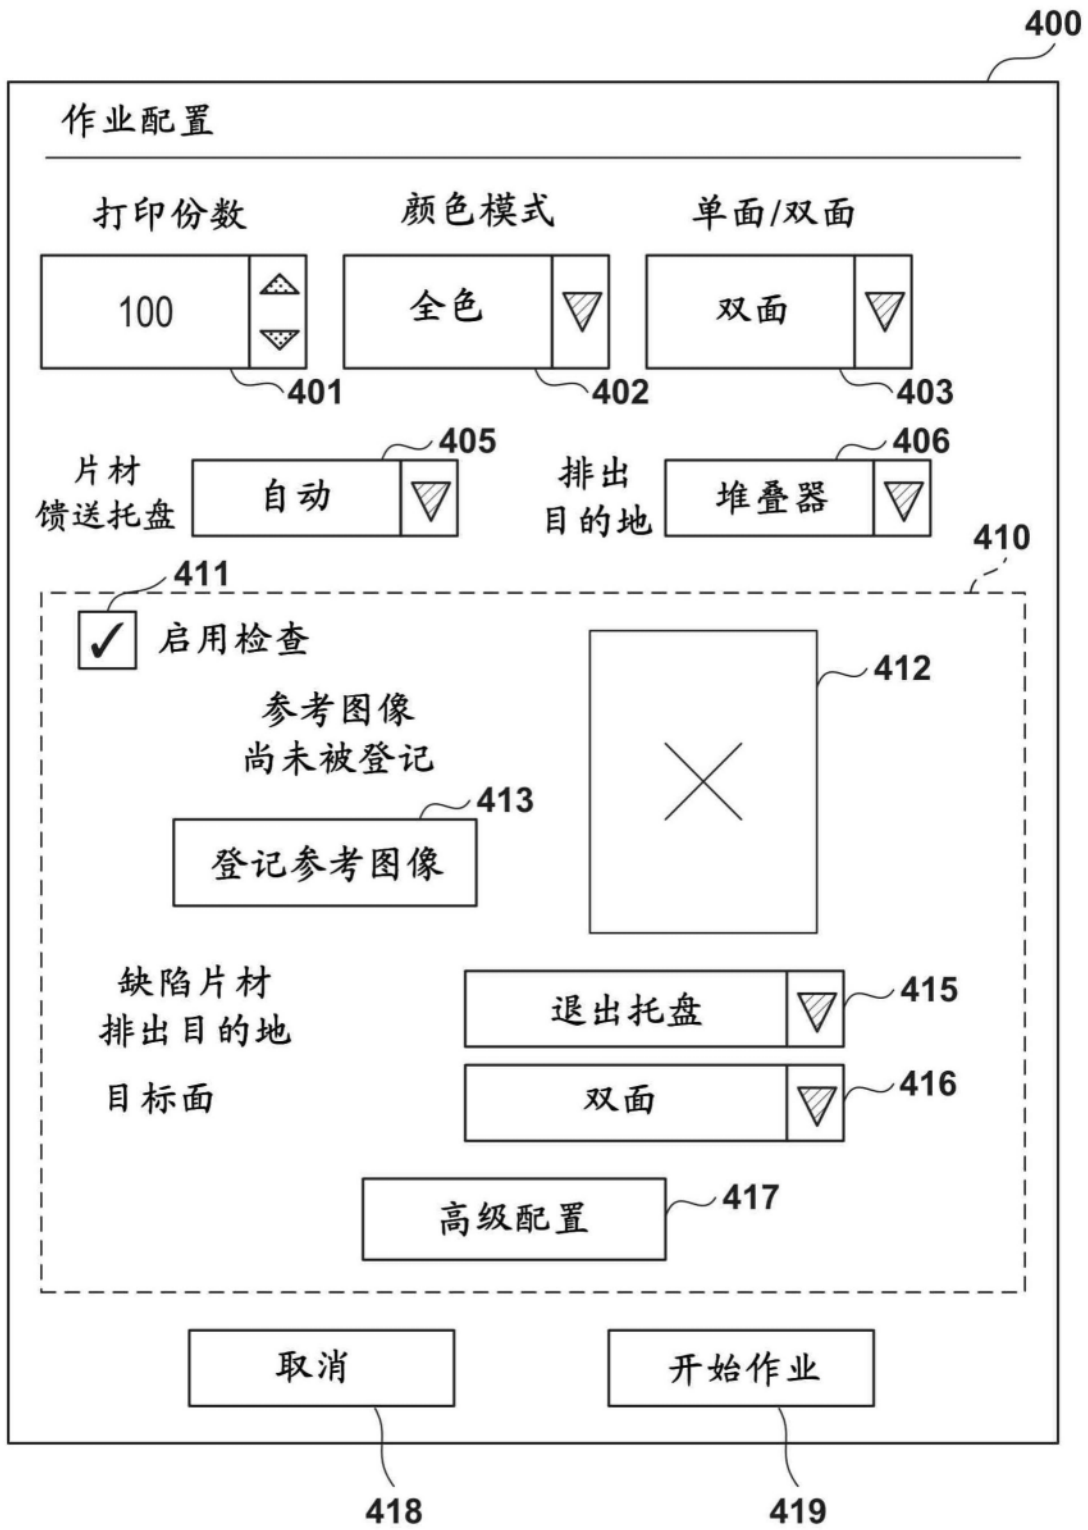 400
作业配置
打印份数
颜色模式
单面/双面
100
全色
双面
401
402
403
405
406
片材
馈送托盘
自动
排出
目的地
堆叠器
410
411
✓
启用检查
412
参考图像
尚未被登记
413
登记参考图像
缺陷片材
排出目的地
退出托盘
415
目标面
双面
416
高级配置
417
取消
开始作业
418
419